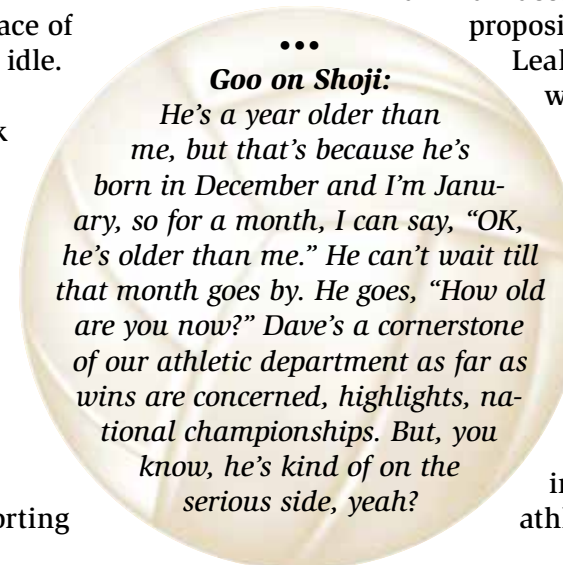 ace of
idle.
k
orting
...
Goo on Shoji:
He’s a year older than
me, but that’s because he’s
born in December and I’m Janu-
ary, so for a month, I can say, “OK,
he’s older than me.” He can’t wait till
that month goes by. He goes, “How old
are you now?” Dave’s a cornerstone
of our athletic department as far as
wins are concerned, highlights, na-
tional championships. But, you
know, he’s kind of on the
serious side, yeah?
proposi
w
athl